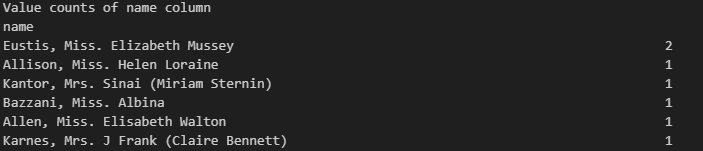 Value counts of name column
name
Eustis, Miss. Elizabeth Mussey 2
Allison, Miss. Helen Loraine 1
Kantor, Mrs. Sinai (Miriam Sternin) 1
Bazzani, Miss. Albina 1
Allen, Miss. Elisabeth Walton 1
Karnes, Mrs. J Frank (Claire Bennett) 1